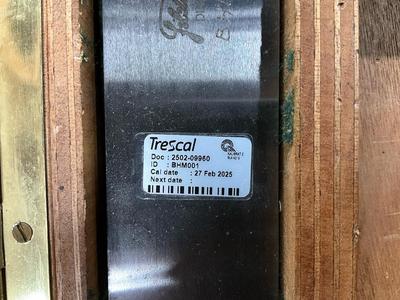 Trescal
Doc : 2502-09960
ID : BHM001
Cal date : 27 Feb 2025
Next date :